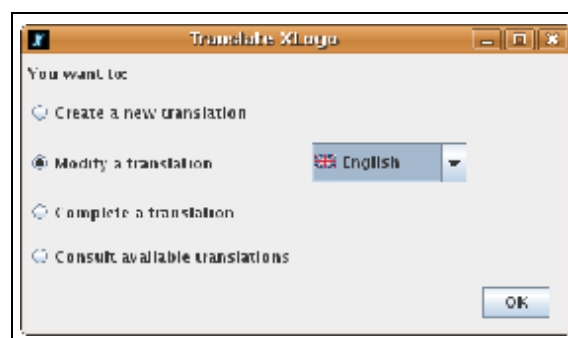 Translate XLogo
You want to:
Create a new translation
Modify a translation English
Complete a translation
Consult available translations
OK